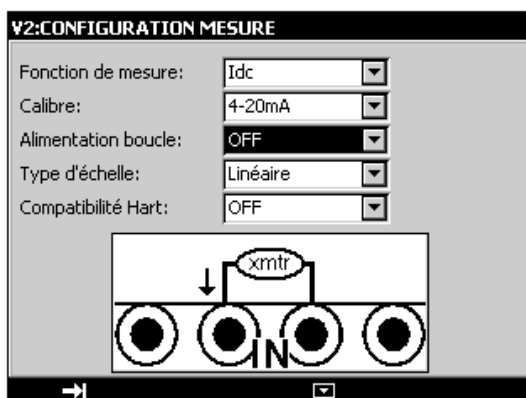 V2:CONFIGURATION MESURE
Fonction de mesure: Idc
Calibre: 4-20mA
Alimentation boucle: OFF
Type d'échelle: Linéaire
Compatibilité Hart: OFF
xmtr
IN